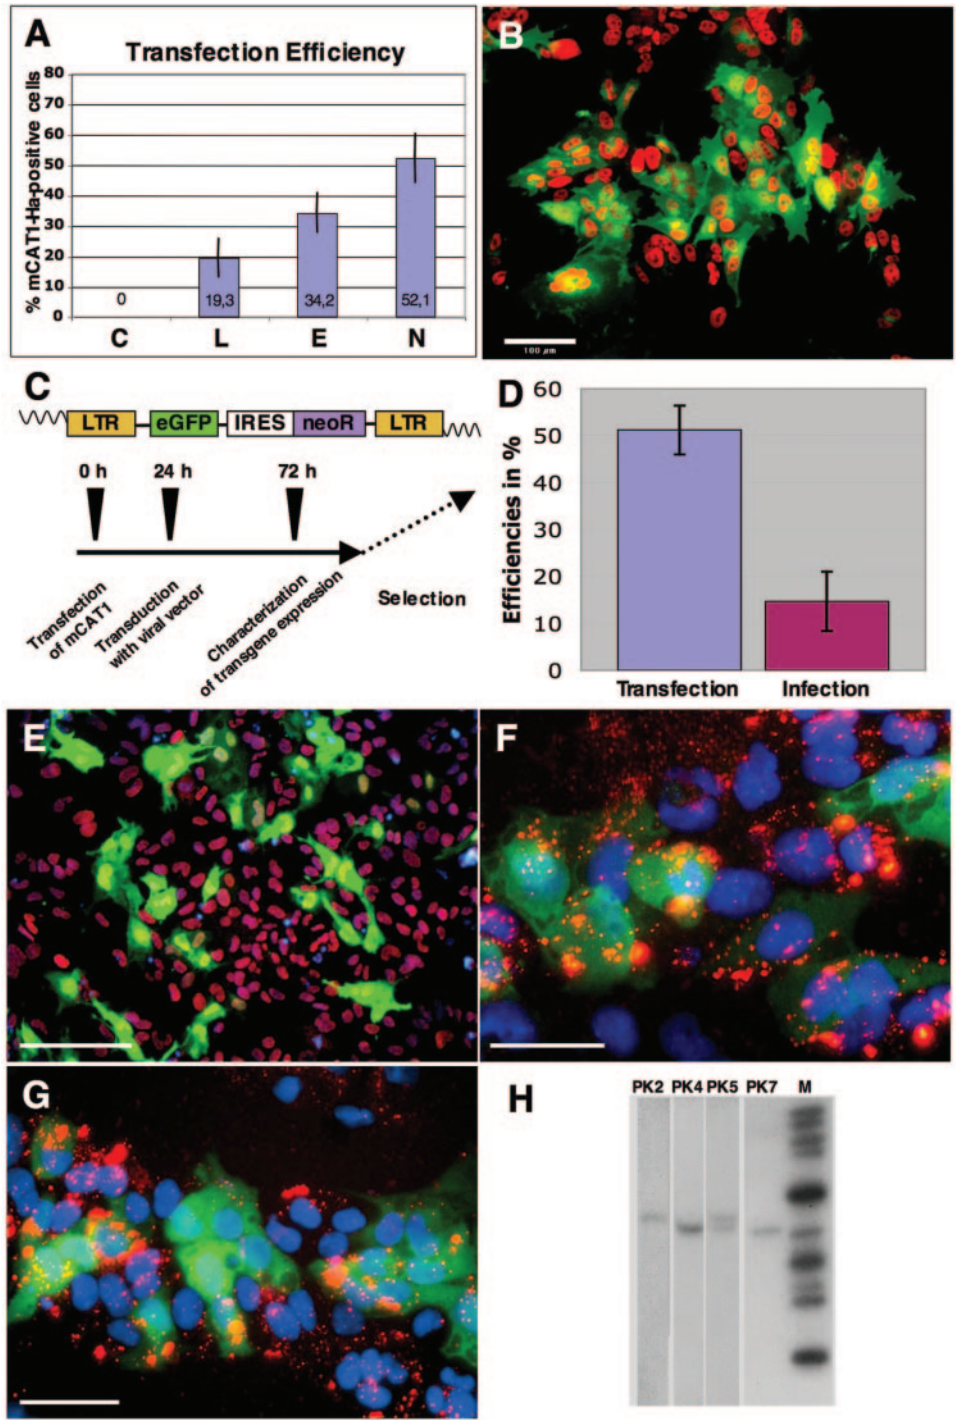 A
Transfection Efficiency
% mCAT1-Ha-positive cells
80
70
60
50
40
30
20
10
0
0
19,3
34,2
52,1
C L E N
B
100 µm
C
LTR eGFP IRES neoR LTR
0 h 24 h 72 h
Transfection
of mCAT1
Transduction
with viral vector
Characterization
of transgene expression
Selection
D
Efficiencies in %
60
50
40
30
20
10
0
Transfection Infection
E
F
G
H
PK2 PK4 PK5 PK7 M